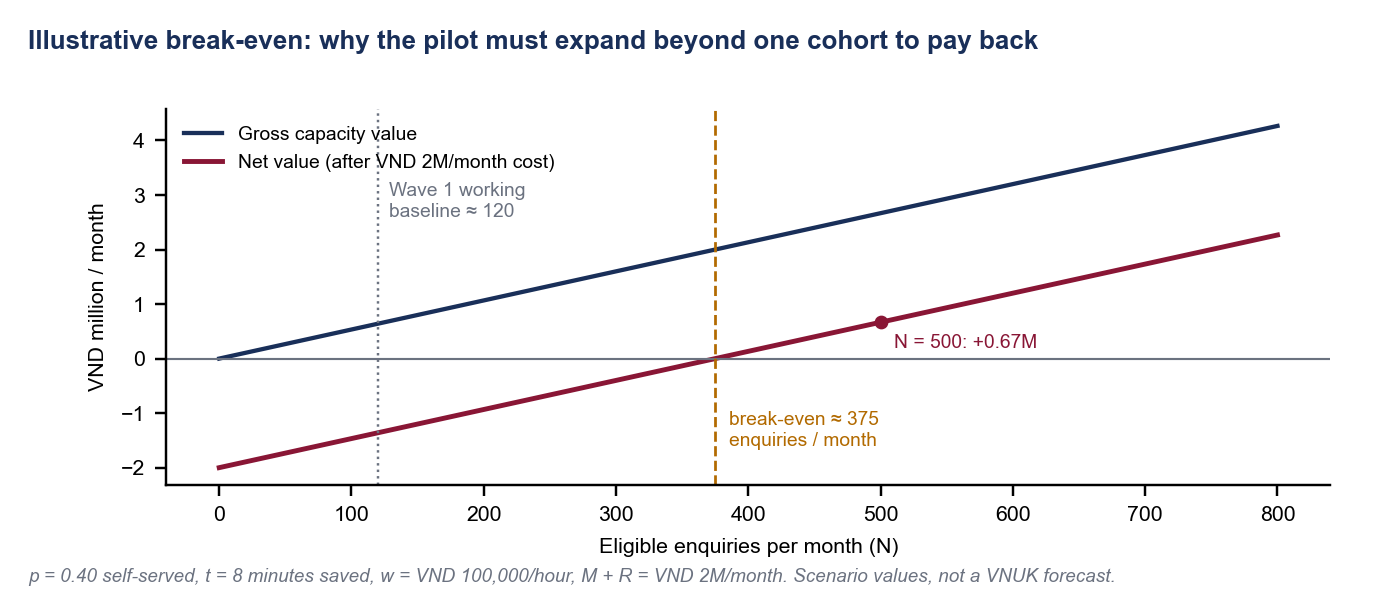 Illustrative break-even: why the pilot must expand beyond one cohort to pay back
Gross capacity value
Net value (after VND 2M/month cost)
Wave 1 working
baseline ≈ 120
N = 500: +0.67M
break-even ≈ 375
enquiries / month
VND million / month
4
3
2
1
0
−1
−2
0 100 200 300 400 500 600 700 800
Eligible enquiries per month (N)
p = 0.40 self-served, t = 8 minutes saved, w = VND 100,000/hour, M + R = VND 2M/month. Scenario values, not a VNUK forecast.